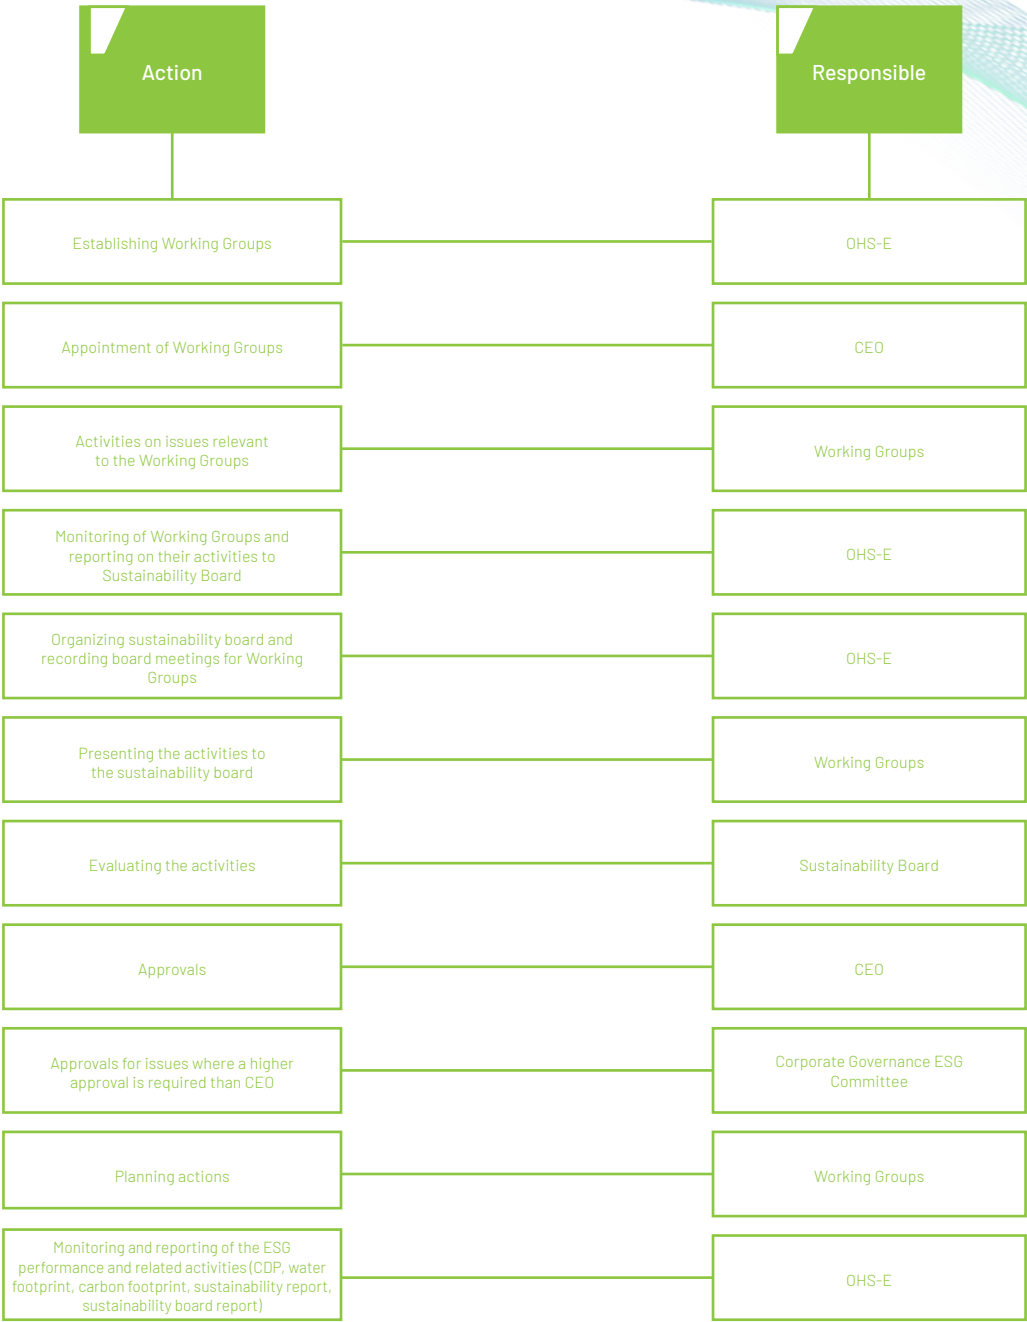 Action
Responsible
Establishing Working Groups
OHS-E
Appointment of Working Groups
CEO
Activities on issues relevant
to the Working Groups
Working Groups
Monitoring of Working Groups and
reporting on their activities to
Sustainability Board
OHS-E
Organizing sustainability board and
recording board meetings for Working
Groups
OHS-E
Presenting the activities to
the sustainability board
Working Groups
Evaluating the activities
Sustainability Board
Approvals
CEO
Approvals for issues where a higher
approval is required than CEO
Corporate Governance ESG
Committee
Planning actions
Working Groups
Monitoring and reporting of the ESG
performance and related activities (CDP, water
footprint, carbon footprint, sustainability report,
sustainability board report)
OHS-E